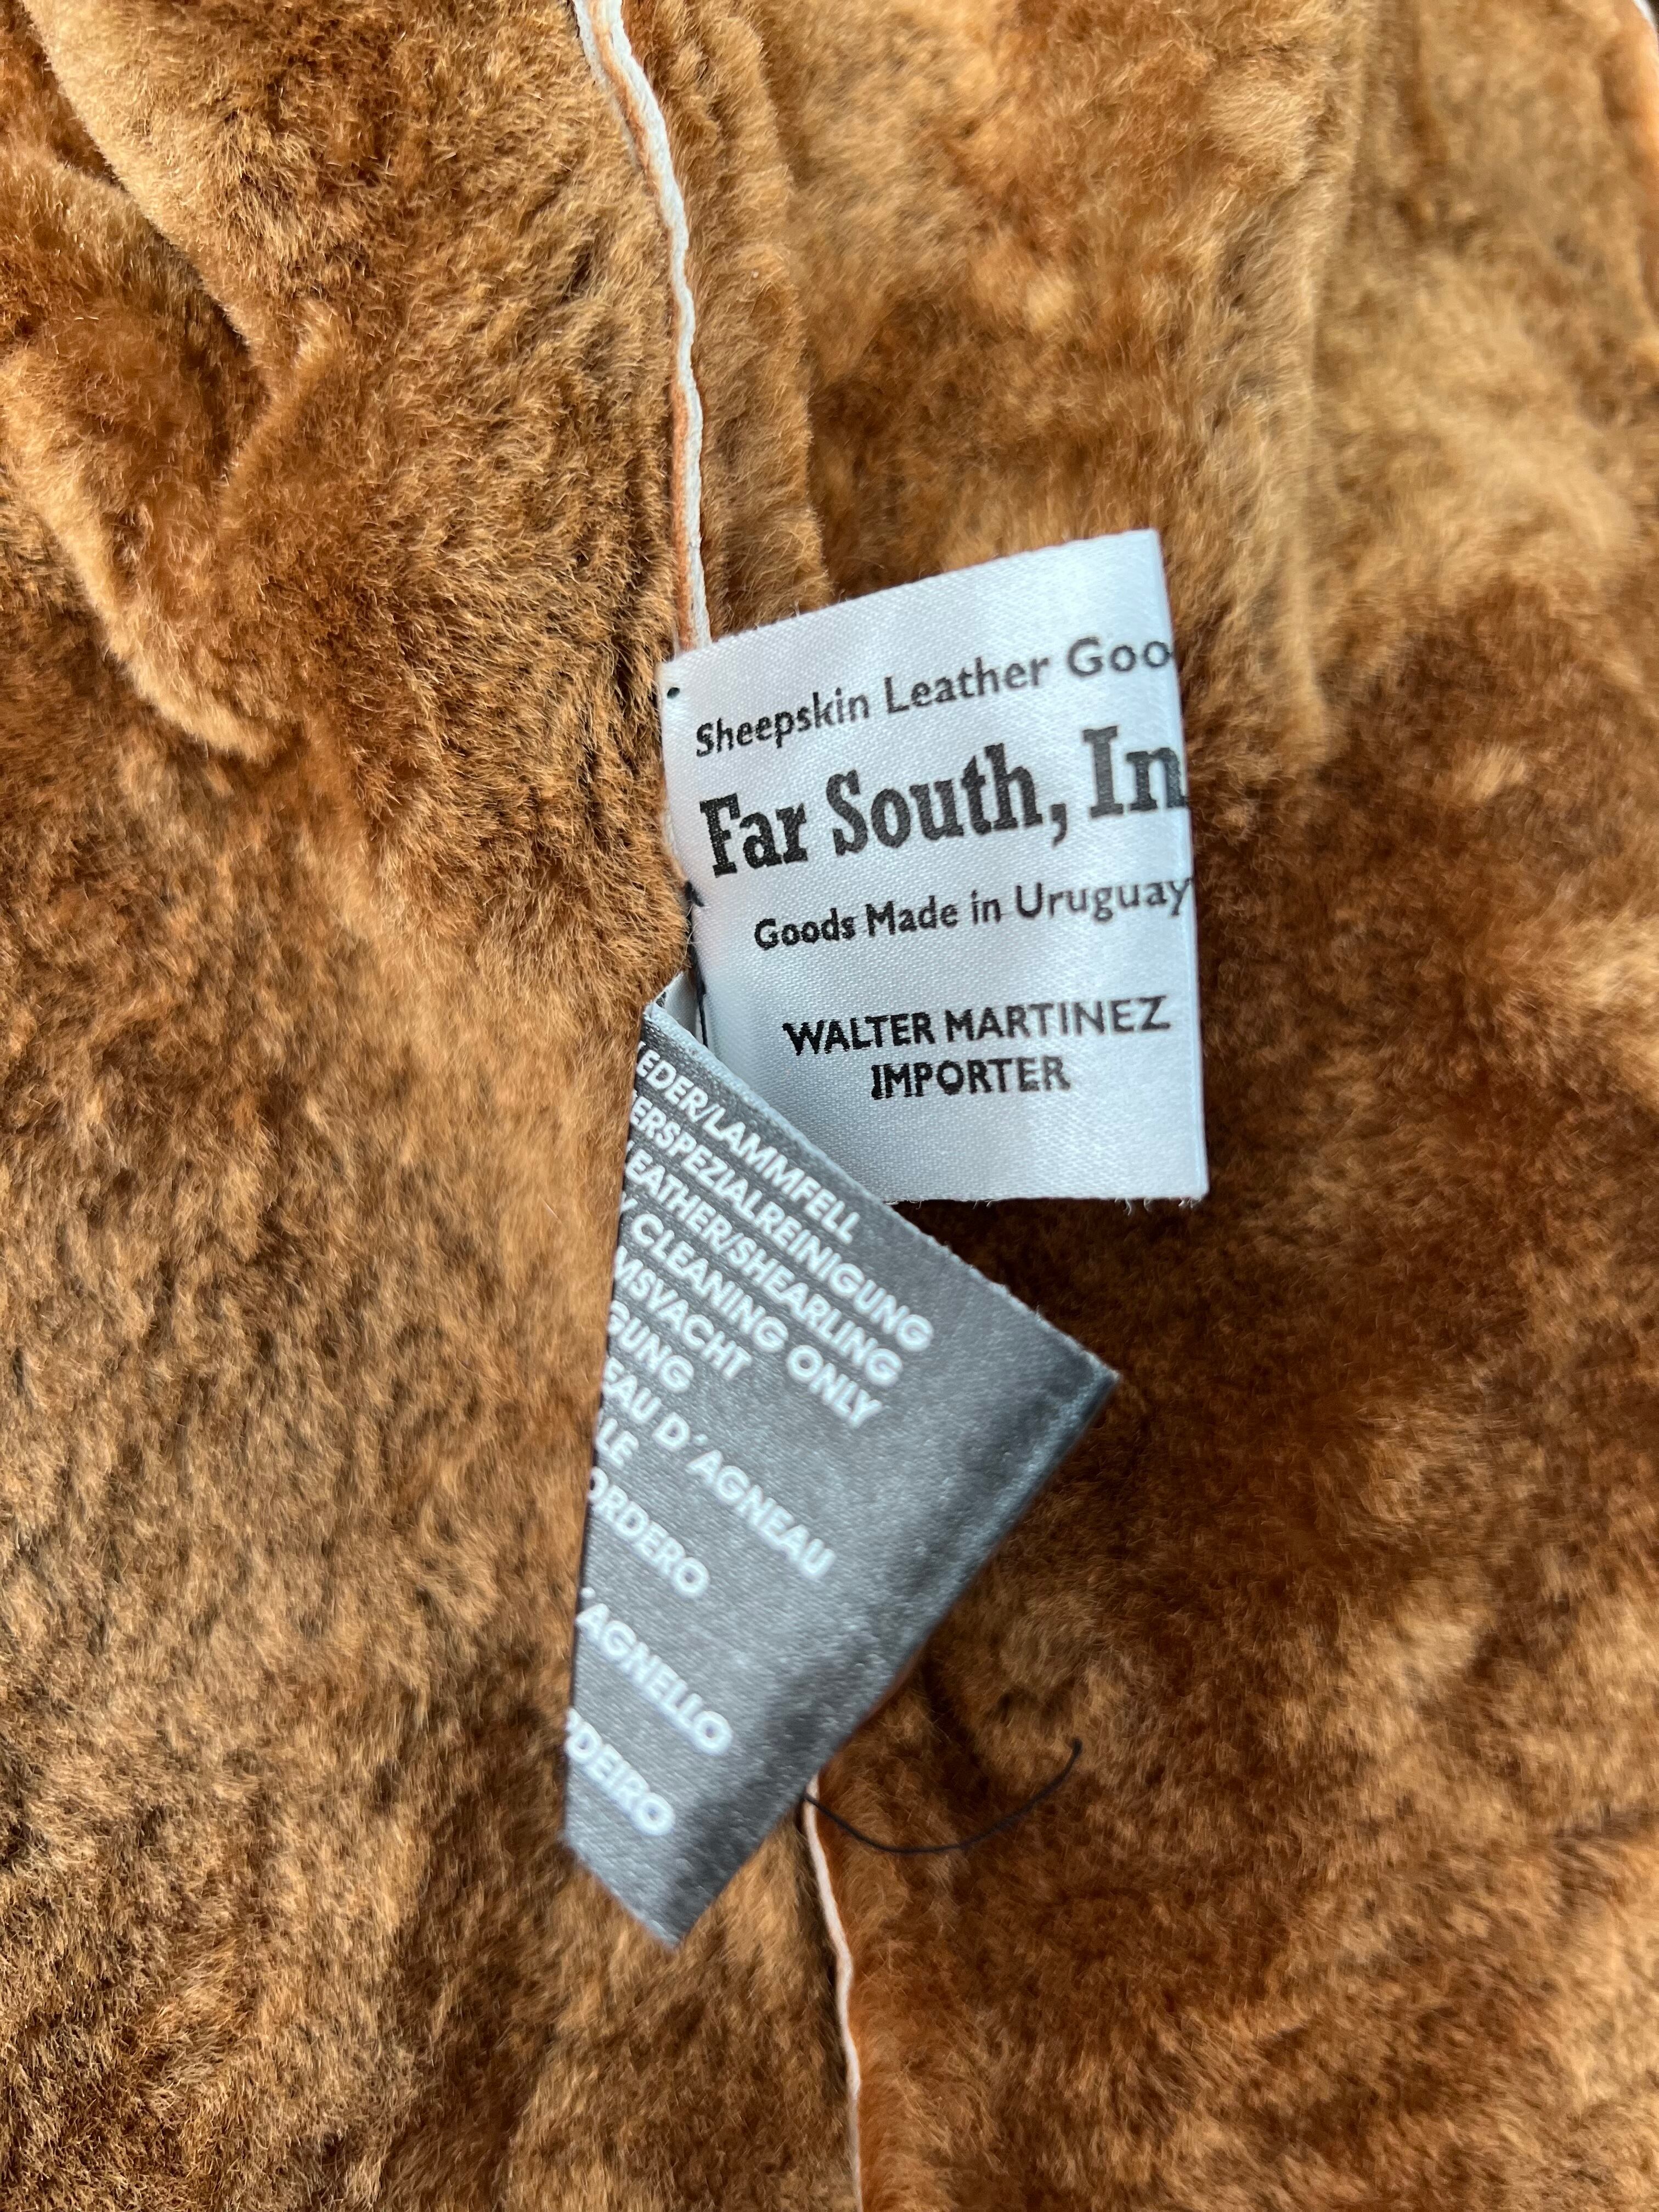 Sheepskin Leather Goo
Far South, In
Goods Made in Uruguay
WALTER MARTINEZ
IMPORTER
EDER/LAMMFELL
ERSPEZIALREINIGUNG
LEATHER/SHEARLING
Y CLEANING ONLY
MSVACHT
GUNG
EAU D´AGNEAU
LE
ORDERO
´AGNELLO
RDEIRO